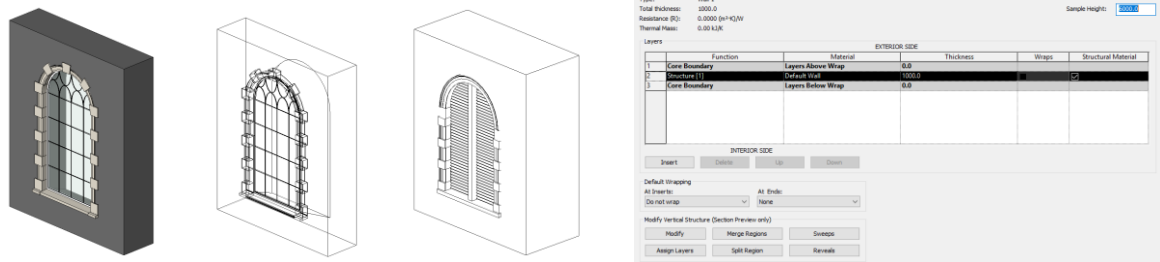 Total thickness: 1000.0 Sample Height: 6000.0
Resistance (R): 0.0000 (m²·K)/W
Thermal Mass: 0.00 kJ/K
Layers
EXTERIOR SIDE
Function Material Thickness Wraps Structural Material
1 Core Boundary Layers Above Wrap 0.0
2 Structure [1] Default Wall 1000.0
3 Core Boundary Layers Below Wrap 0.0
INTERIOR SIDE
Insert Delete Up Down
Default Wrapping
At Inserts: At Ends:
Do not wrap None
Modify Vertical Structure (Section Preview only)
Modify Merge Regions Sweeps
Assign Layers Split Region Reveals